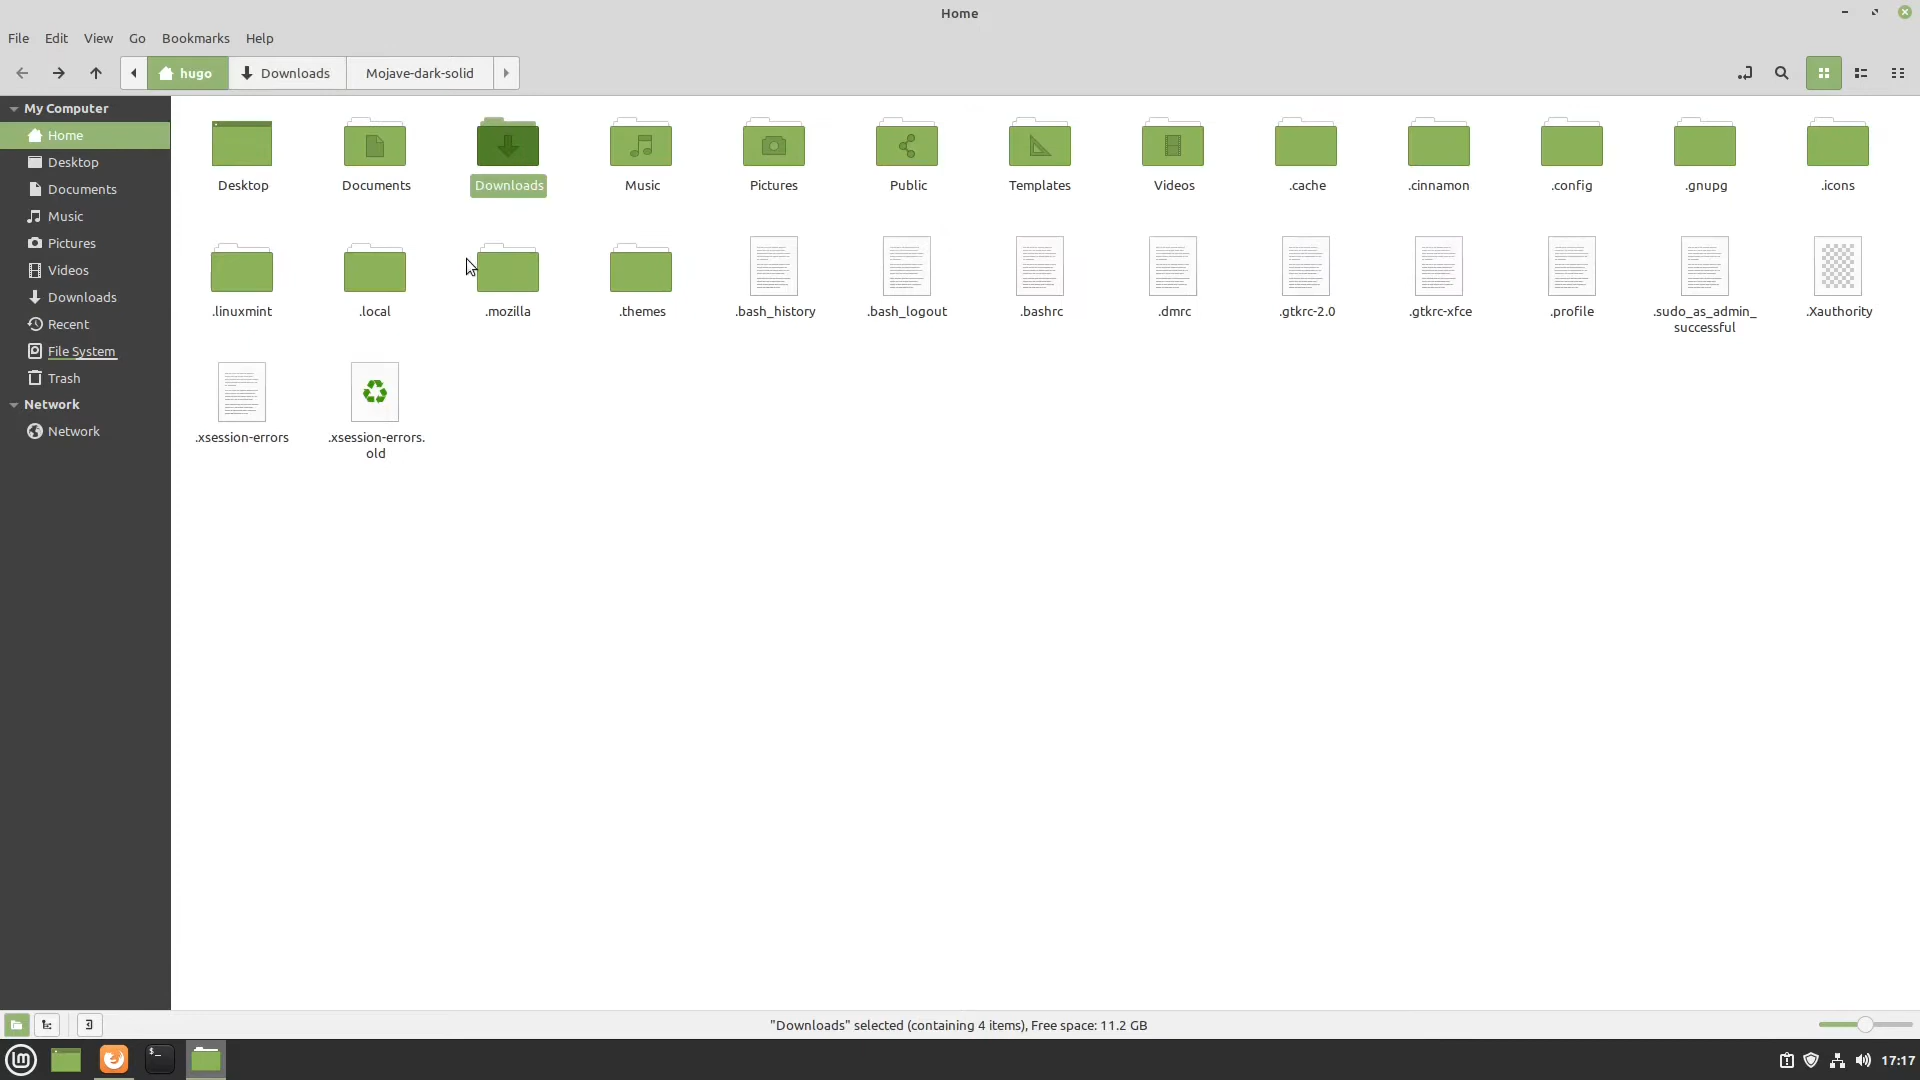 Home
File Edit View Go Bookmarks Help
hugo Downloads Mojave-dark-solid
My Computer
Home
Desktop
Documents
Music
Pictures
Videos
Downloads
Recent
File System
Trash
Network
Network
Desktop Documents Downloads Music Pictures Public Templates Videos .cache .cinnamon .config .gnupg .icons
.linuxmint .local .mozilla .themes .bash_history .bash_logout .bashrc .dmrc .gtkrc-2.0 .gtkrc-xfce .profile .sudo_as_admin_ .Xauthority
successful
.xsession-errors .xsession-errors.
old
"Downloads" selected (containing 4 items), Free space: 11.2 GB
17:17